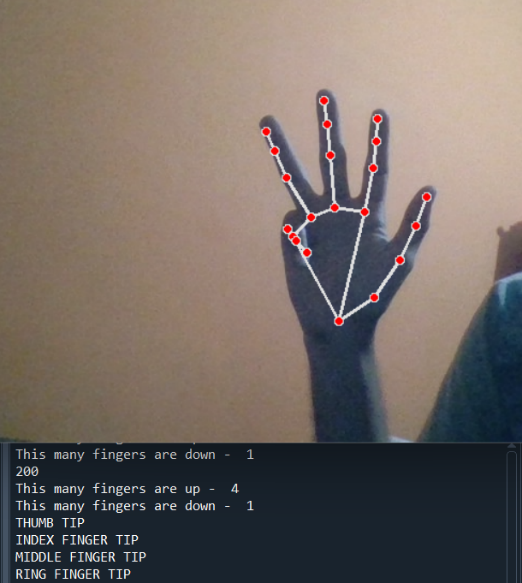 This many fingers are down -  1
200
This many fingers are up -  4
This many fingers are down -  1
THUMB TIP
INDEX FINGER TIP
MIDDLE FINGER TIP
RING FINGER TIP